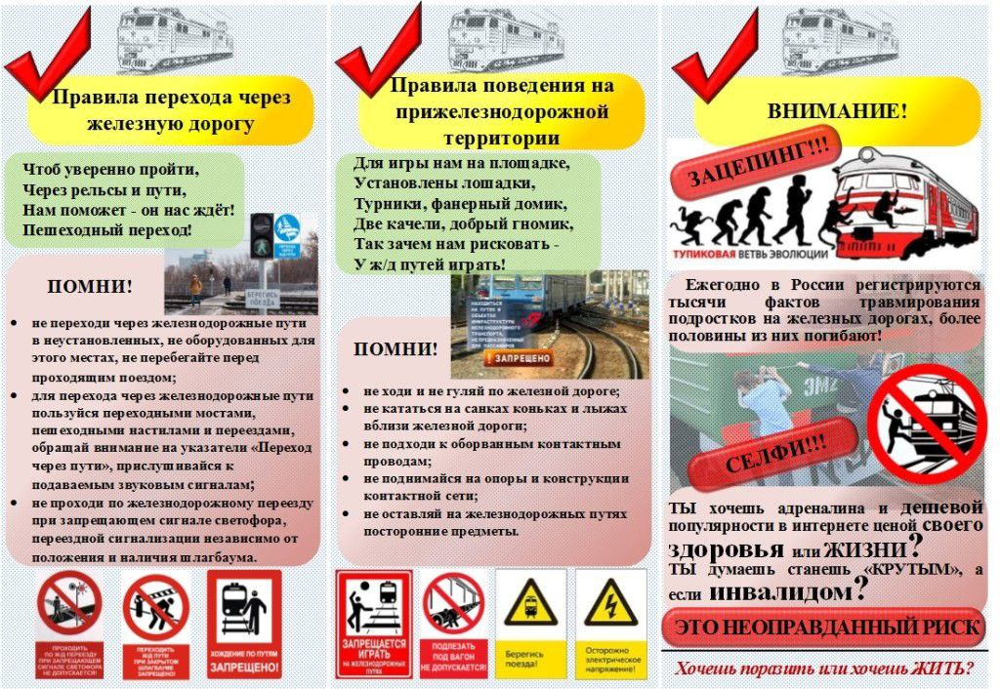 Правила перехода через
железную дорогу
Чтоб уверенно пройти,
Через рельсы и пути,
Нам поможет - он нас ждёт!
Пешеходный переход!
ПЕРЕХОД
ЧЕРЕЗ
ПУТИ
БЕРЕГИСЬ
ПОЕЗДА
ПОМНИ!
• не переходи через железнодорожные пути
в неустановленных, не оборудованных для
этого местах, не перебегайте перед
проходящим поездом;
• для перехода через железнодорожные пути
пользуйся переходными мостами,
пешеходными настилами и переездами,
обращай внимание на указатели «Переход
через пути», прислушивайся к
подаваемым звуковым сигналам;
• не проходи по железнодорожному переезду
при запрещающем сигнале светофора,
переездной сигнализации независимо от
положения и наличия шлагбаума.
ПРОХОДИТЬ
ПО Ж/Д ПЕРЕЕЗДУ
ПРИ ЗАПРЕЩАЮЩЕМ
СИГНАЛЕ СВЕТОФОРА
НЕ ДОПУСКАЕТСЯ!
ПЕРЕХОДИТЬ
Ж/Д ПУТИ
ПРИ ЗАКРЫТОМ
ШЛАГБАУМЕ
ЗАПРЕЩЕНО!
ХОЖДЕНИЕ ПО ПУТЯМ
ЗАПРЕЩЕНО!
Правила поведения на
прижелезнодорожной
территории
Для игры нам на площадке,
Установлены лошадки,
Турники, фанерный домик,
Две качели, добрый гномик,
Так зачем нам рисковать -
У ж/д путей играть!
НАХОДИТЬСЯ
НА ПУТЯХ И
ОБЪЕКТАХ
ИНФРАСТРУКТУРЫ
ЖЕЛЕЗНОДОРОЖНОГО
ТРАНСПОРТА,
НЕ ПРЕДНАЗНАЧЕННЫХ
ДЛЯ ПАССАЖИРОВ
! ЗАПРЕЩЕНО
ПОМНИ!
• не ходи и не гуляй по железной дороге;
• не кататься на санках коньках и лыжах
вблизи железной дороги;
• не подходи к оборванным контактным
проводам;
• не поднимайся на опоры и конструкции
контактной сети;
• не оставляй на железнодорожных путях
посторонние предметы.
ЗАПРЕЩАЕТСЯ
ИГРАТЬ
НА ЖЕЛЕЗНОДОРОЖНЫХ
ПУТЯХ
ПОДЛЕЗАТЬ
ПОД ВАГОН
НЕ ДОПУСКАЕТСЯ!
Берегись
поезда!
Осторожно
электрическое
напряжение!
ВНИМАНИЕ!
ЗАЦЕПИНГ!!!
ТУПИКОВАЯ ВЕТВЬ ЭВОЛЮЦИИ
Ежегодно в России регистрируются
тысячи фактов травмирования
подростков на железных дорогах, более
половины из них погибают!
ЭМ2
СЕЛФИ!!!
ТЫ хочешь адреналина и дешевой
популярности в интернете ценой своего
здоровья или ЖИЗНИ?
ТЫ думаешь станешь «КРУТЫМ», а
если инвалидом?
ЭТО НЕОПРАВДАННЫЙ РИСК
Хочешь поразить или хочешь ЖИТЬ?